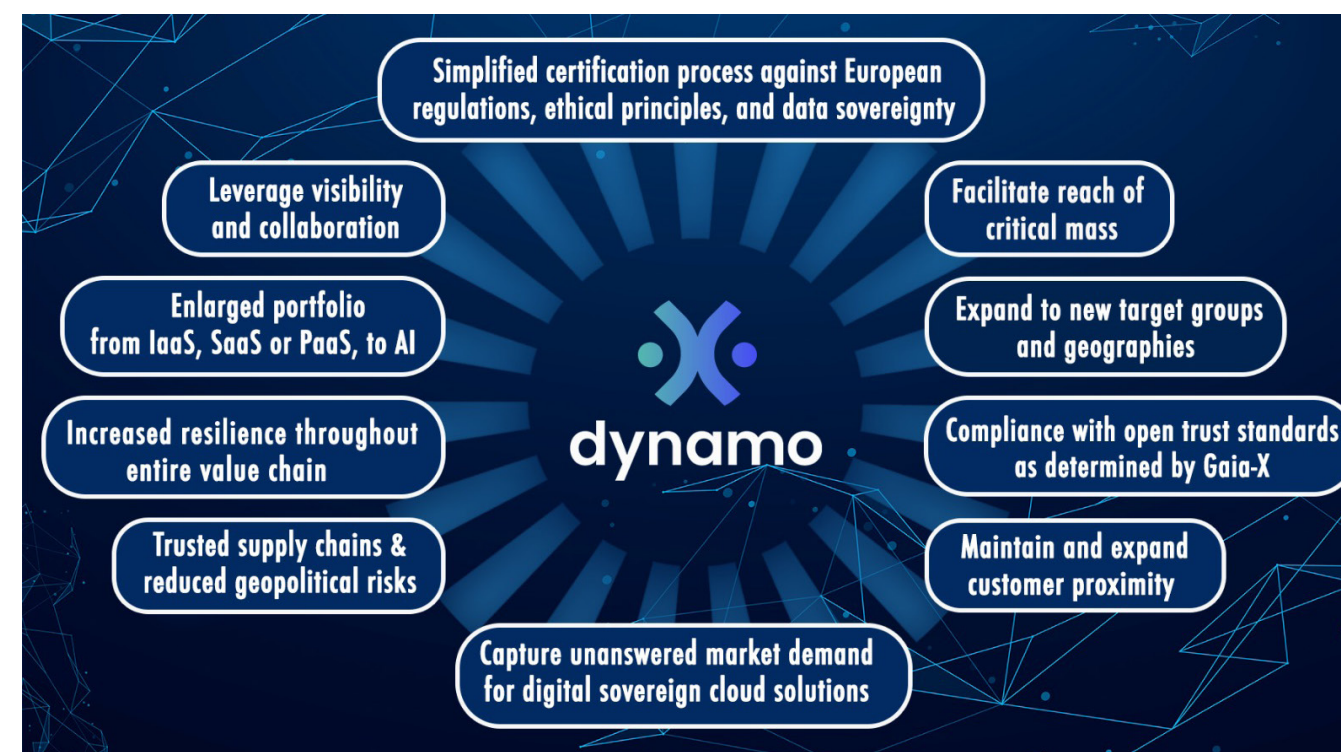 Simplified certification process against European
regulations, ethical principles, and data sovereignty
Leverage visibility
and collaboration
Facilitate reach of
critical mass
Enlarged portfolio
from IaaS, SaaS or PaaS, to AI
Expand to new target groups
and geographies
dynamo
Increased resilience throughout
entire value chain
Compliance with open trust standards
as determined by Gaia-X
Trusted supply chains &
reduced geopolitical risks
Maintain and expand
customer proximity
Capture unanswered market demand
for digital sovereign cloud solutions